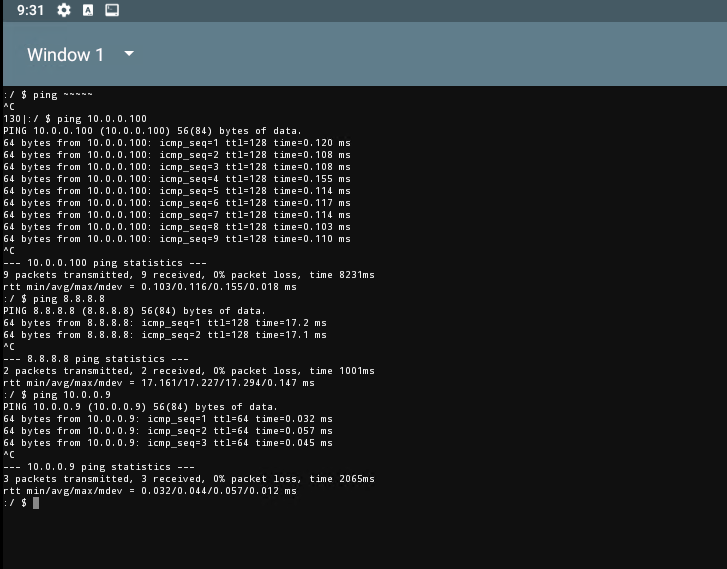 9:31
Window 1
:/ $ ping ~~~~~
^C
130|:/ $ ping 10.0.0.100
PING 10.0.0.100 (10.0.0.100) 56(84) bytes of data.
64 bytes from 10.0.0.100: icmp_seq=1 ttl=128 time=0.120 ms
64 bytes from 10.0.0.100: icmp_seq=2 ttl=128 time=0.108 ms
64 bytes from 10.0.0.100: icmp_seq=3 ttl=128 time=0.108 ms
64 bytes from 10.0.0.100: icmp_seq=4 ttl=128 time=0.155 ms
64 bytes from 10.0.0.100: icmp_seq=5 ttl=128 time=0.114 ms
64 bytes from 10.0.0.100: icmp_seq=6 ttl=128 time=0.117 ms
64 bytes from 10.0.0.100: icmp_seq=7 ttl=128 time=0.114 ms
64 bytes from 10.0.0.100: icmp_seq=8 ttl=128 time=0.103 ms
64 bytes from 10.0.0.100: icmp_seq=9 ttl=128 time=0.110 ms
^C
--- 10.0.0.100 ping statistics ---
9 packets transmitted, 9 received, 0% packet loss, time 8231ms
rtt min/avg/max/mdev = 0.103/0.116/0.155/0.018 ms
:/ $ ping 8.8.8.8
PING 8.8.8.8 (8.8.8.8) 56(84) bytes of data.
64 bytes from 8.8.8.8: icmp_seq=1 ttl=128 time=17.2 ms
64 bytes from 8.8.8.8: icmp_seq=2 ttl=128 time=17.1 ms
^C
--- 8.8.8.8 ping statistics ---
2 packets transmitted, 2 received, 0% packet loss, time 1001ms
rtt min/avg/max/mdev = 17.161/17.227/17.294/0.147 ms
:/ $ ping 10.0.0.9
PING 10.0.0.9 (10.0.0.9) 56(84) bytes of data.
64 bytes from 10.0.0.9: icmp_seq=1 ttl=64 time=0.032 ms
64 bytes from 10.0.0.9: icmp_seq=2 ttl=64 time=0.057 ms
64 bytes from 10.0.0.9: icmp_seq=3 ttl=64 time=0.045 ms
^C
--- 10.0.0.9 ping statistics ---
3 packets transmitted, 3 received, 0% packet loss, time 2065ms
rtt min/avg/max/mdev = 0.032/0.044/0.057/0.012 ms
:/ $